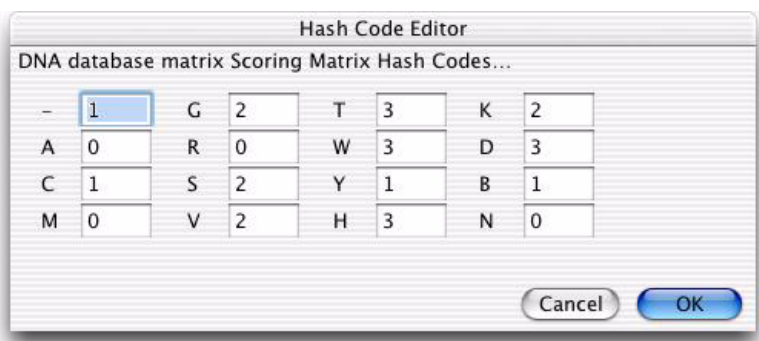 Hash Code Editor
DNA database matrix Scoring Matrix Hash Codes...
– 1 G 2 T 3 K 2
A 0 R 0 W 3 D 3
C 1 S 2 Y 1 B 1
M 0 V 2 H 3 N 0
Cancel OK